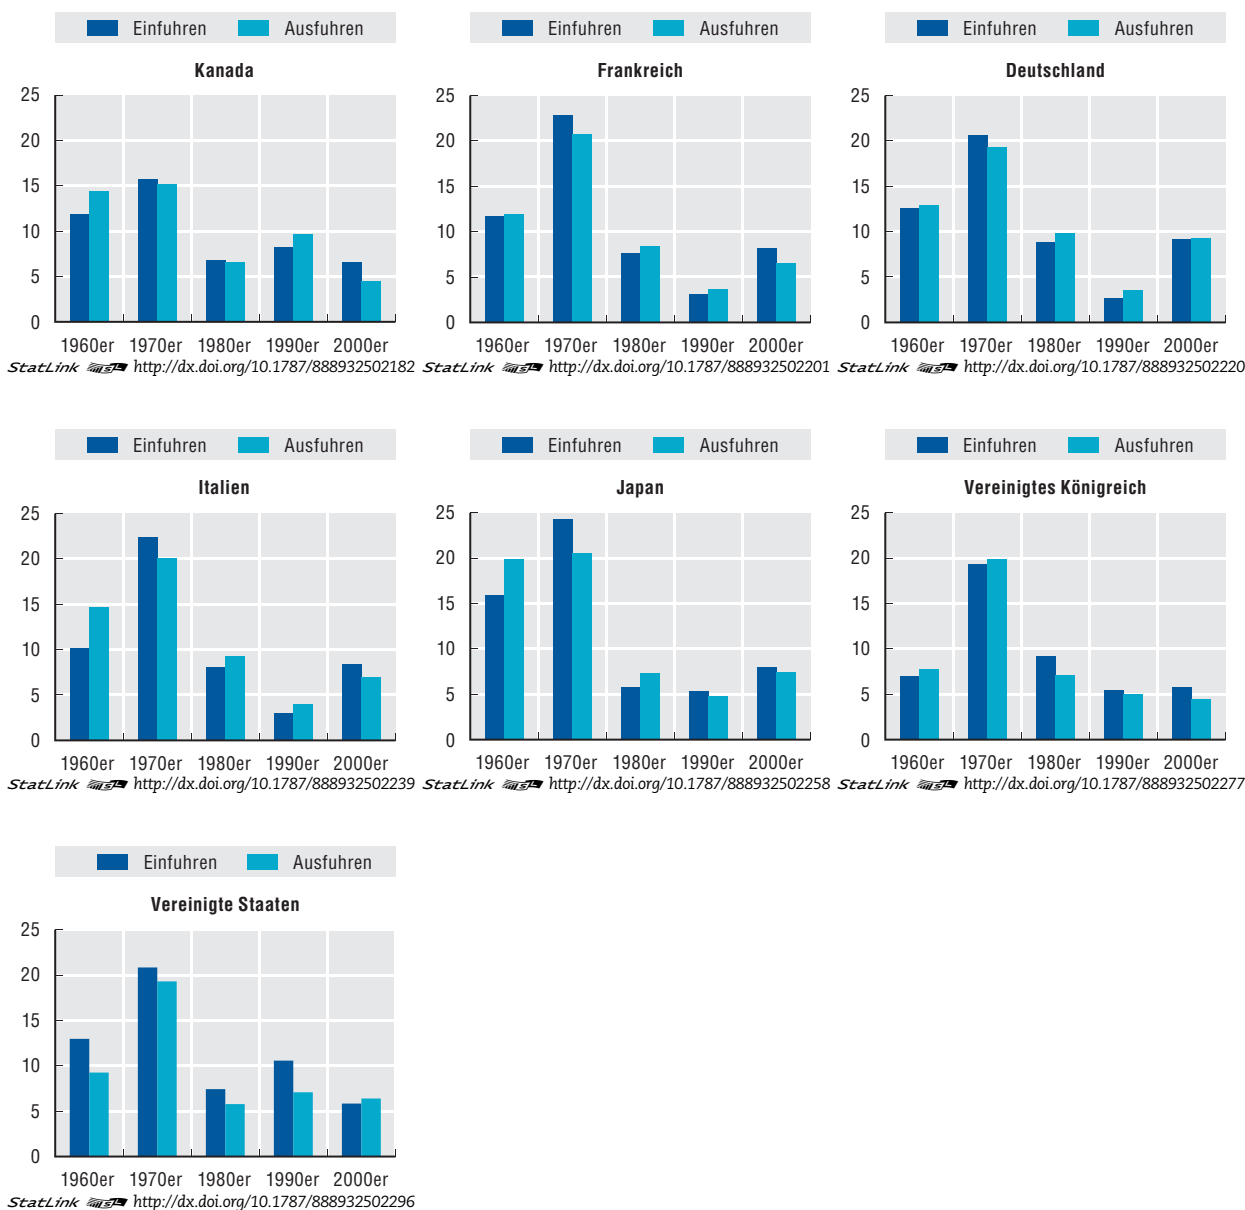 Einfuhren Ausfuhren
Kanada
25
20
15
10
5
0
1960er 1970er 1980er 1990er 2000er
StatLink http://dx.doi.org/10.1787/888932502182
Einfuhren Ausfuhren
Frankreich
25
20
15
10
5
0
1960er 1970er 1980er 1990er 2000er
StatLink http://dx.doi.org/10.1787/888932502201
Einfuhren Ausfuhren
Deutschland
25
20
15
10
5
0
1960er 1970er 1980er 1990er 2000er
StatLink http://dx.doi.org/10.1787/888932502220
Einfuhren Ausfuhren
Italien
25
20
15
10
5
0
1960er 1970er 1980er 1990er 2000er
StatLink http://dx.doi.org/10.1787/888932502239
Einfuhren Ausfuhren
Japan
25
20
15
10
5
0
1960er 1970er 1980er 1990er 2000er
StatLink http://dx.doi.org/10.1787/888932502258
Einfuhren Ausfuhren
Vereinigtes Königreich
25
20
15
10
5
0
1960er 1970er 1980er 1990er 2000er
StatLink http://dx.doi.org/10.1787/888932502277
Einfuhren Ausfuhren
Vereinigte Staaten
25
20
15
10
5
0
1960er 1970er 1980er 1990er 2000er
StatLink http://dx.doi.org/10.1787/888932502296